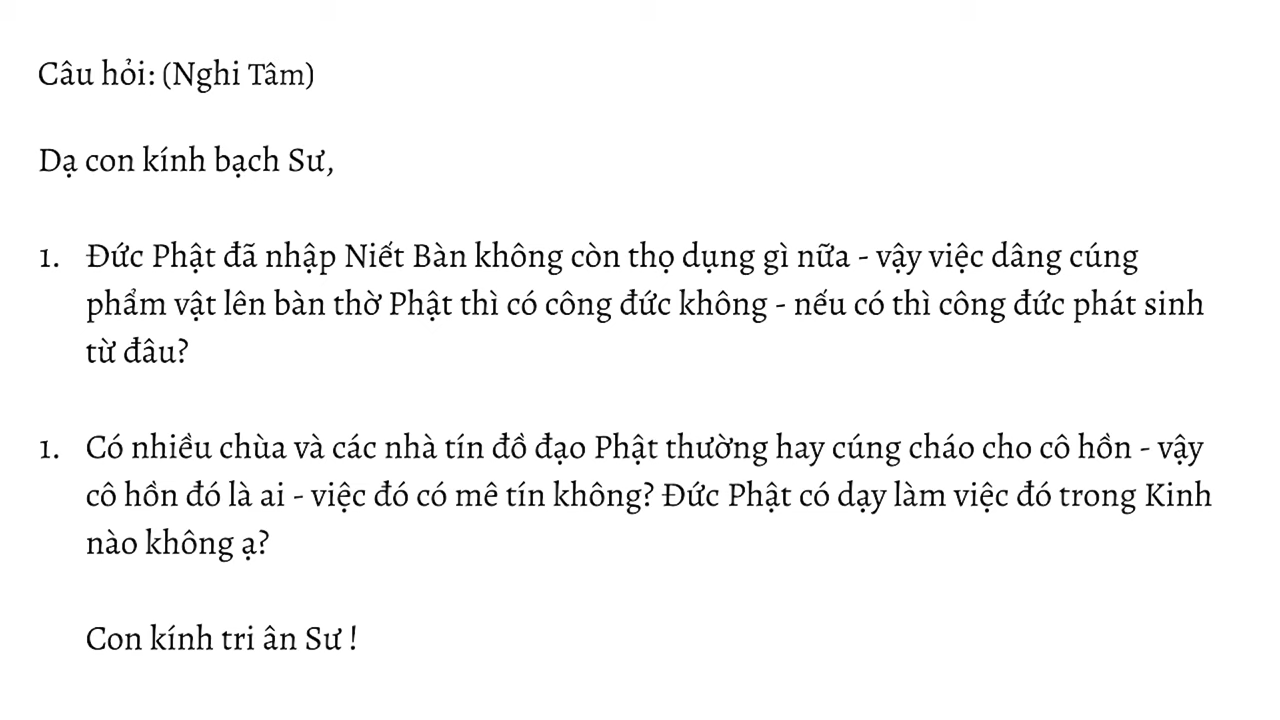 Câu hỏi: (Nghi Tâm)
Dạ con kính bạch Sư,
1. Đức Phật đã nhập Niết Bàn không còn thọ dụng gì nữa - vậy việc dâng cúng
phẩm vật lên bàn thờ Phật thì có công đức không - nếu có thì công đức phát sinh
từ đâu?
1. Có nhiều chùa và các nhà tín đồ đạo Phật thường hay cúng cháo cho cô hồn - vậy
cô hồn đó là ai - việc đó có mê tín không? Đức Phật có dạy làm việc đó trong Kinh
nào không ạ?
Con kính tri ân Sư !